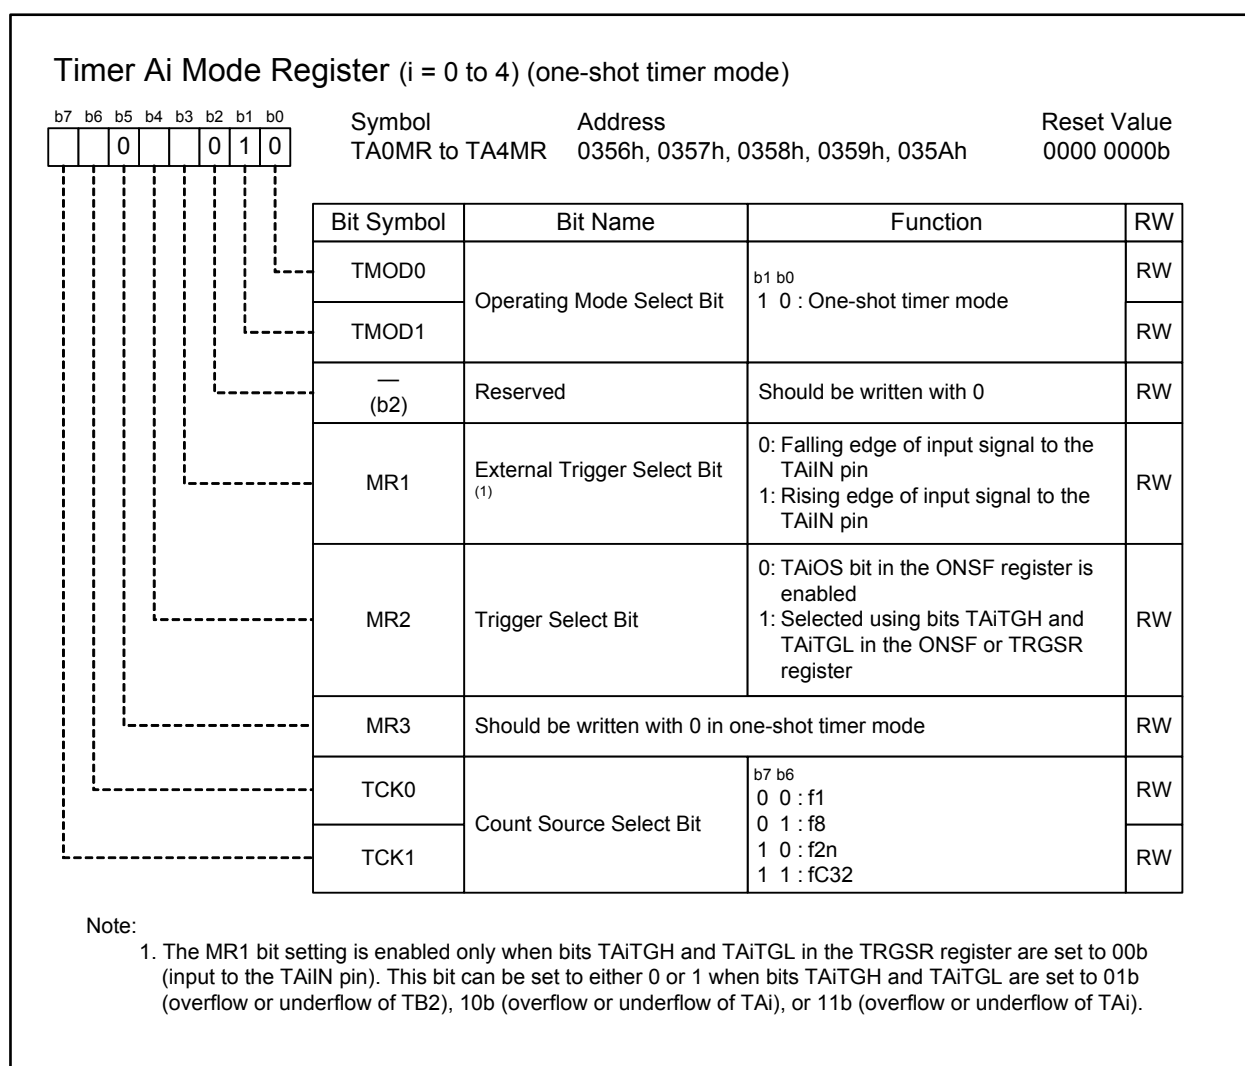 Timer Ai Mode Register (i = 0 to 4) (one-shot timer mode)
b7 b6 b5 b4 b3 b2 b1 b0
0 0 1 0
Symbol Address Reset Value
TA0MR to TA4MR 0356h, 0357h, 0358h, 0359h, 035Ah 0000 0000b
Bit Symbol Bit Name Function RW
TMOD0 RW
Operating Mode Select Bit
b1 b0
1 0 : One-shot timer mode
TMOD1 RW
—
(b2) Reserved Should be written with 0 RW
MR1 External Trigger Select Bit
(1)
0: Falling edge of input signal to the
TAiIN pin
1: Rising edge of input signal to the
TAiIN pin
RW
MR2 Trigger Select Bit
0: TAiOS bit in the ONSF register is
enabled
1: Selected using bits TAiTGH and
TAiTGL in the ONSF or TRGSR
register
RW
MR3 Should be written with 0 in one-shot timer mode RW
TCK0 RW
Count Source Select Bit
b7 b6
0 0 : f1
0 1 : f8
1 0 : f2n
1 1 : fC32
TCK1 RW
Note:
1. The MR1 bit setting is enabled only when bits TAiTGH and TAiTGL in the TRGSR register are set to 00b
(input to the TAiIN pin). This bit can be set to either 0 or 1 when bits TAiTGH and TAiTGL are set to 01b
(overflow or underflow of TB2), 10b (overflow or underflow of TAi), or 11b (overflow or underflow of TAi).